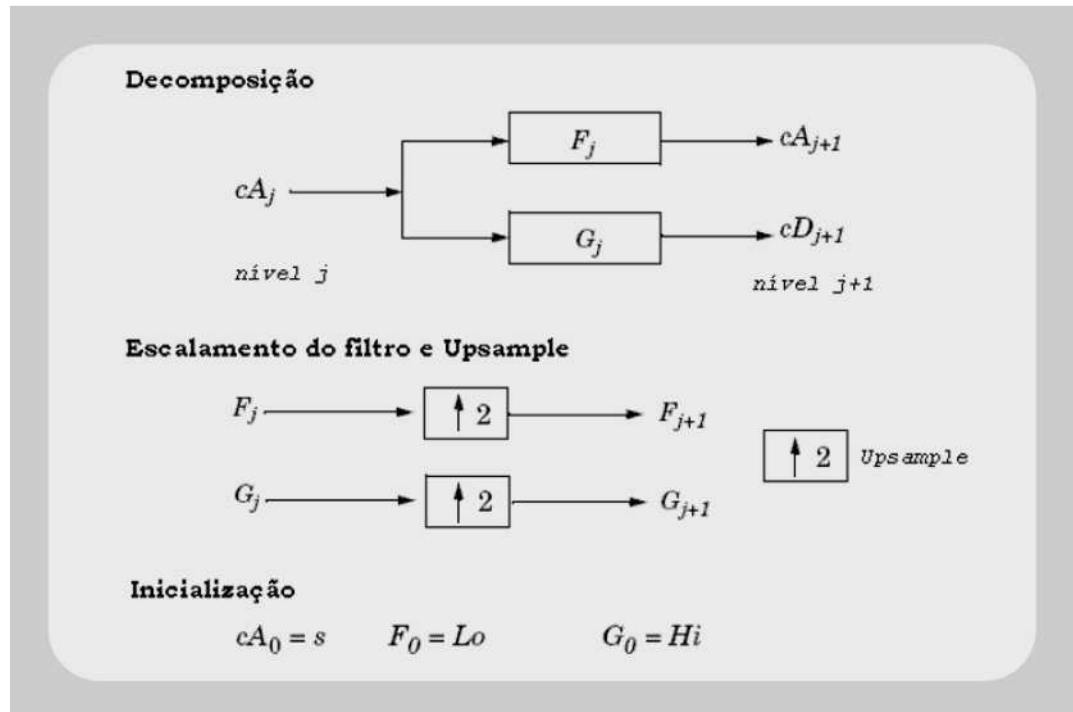 Decomposição
F_j
cA_{j+1}
cA_j
G_j
cD_{j+1}
nível j
nível j+1
Escalamento do filtro e Upsample
F_j ↑ 2 F_{j+1}
↑ 2 Upsample
G_j ↑ 2 G_{j+1}
Inicialização
cA_0 = s F_0 = Lo G_0 = Hi